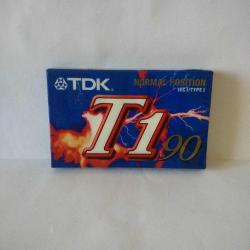 TDK
NORMAL POSITION
IEC I/TYPE I
T1 90